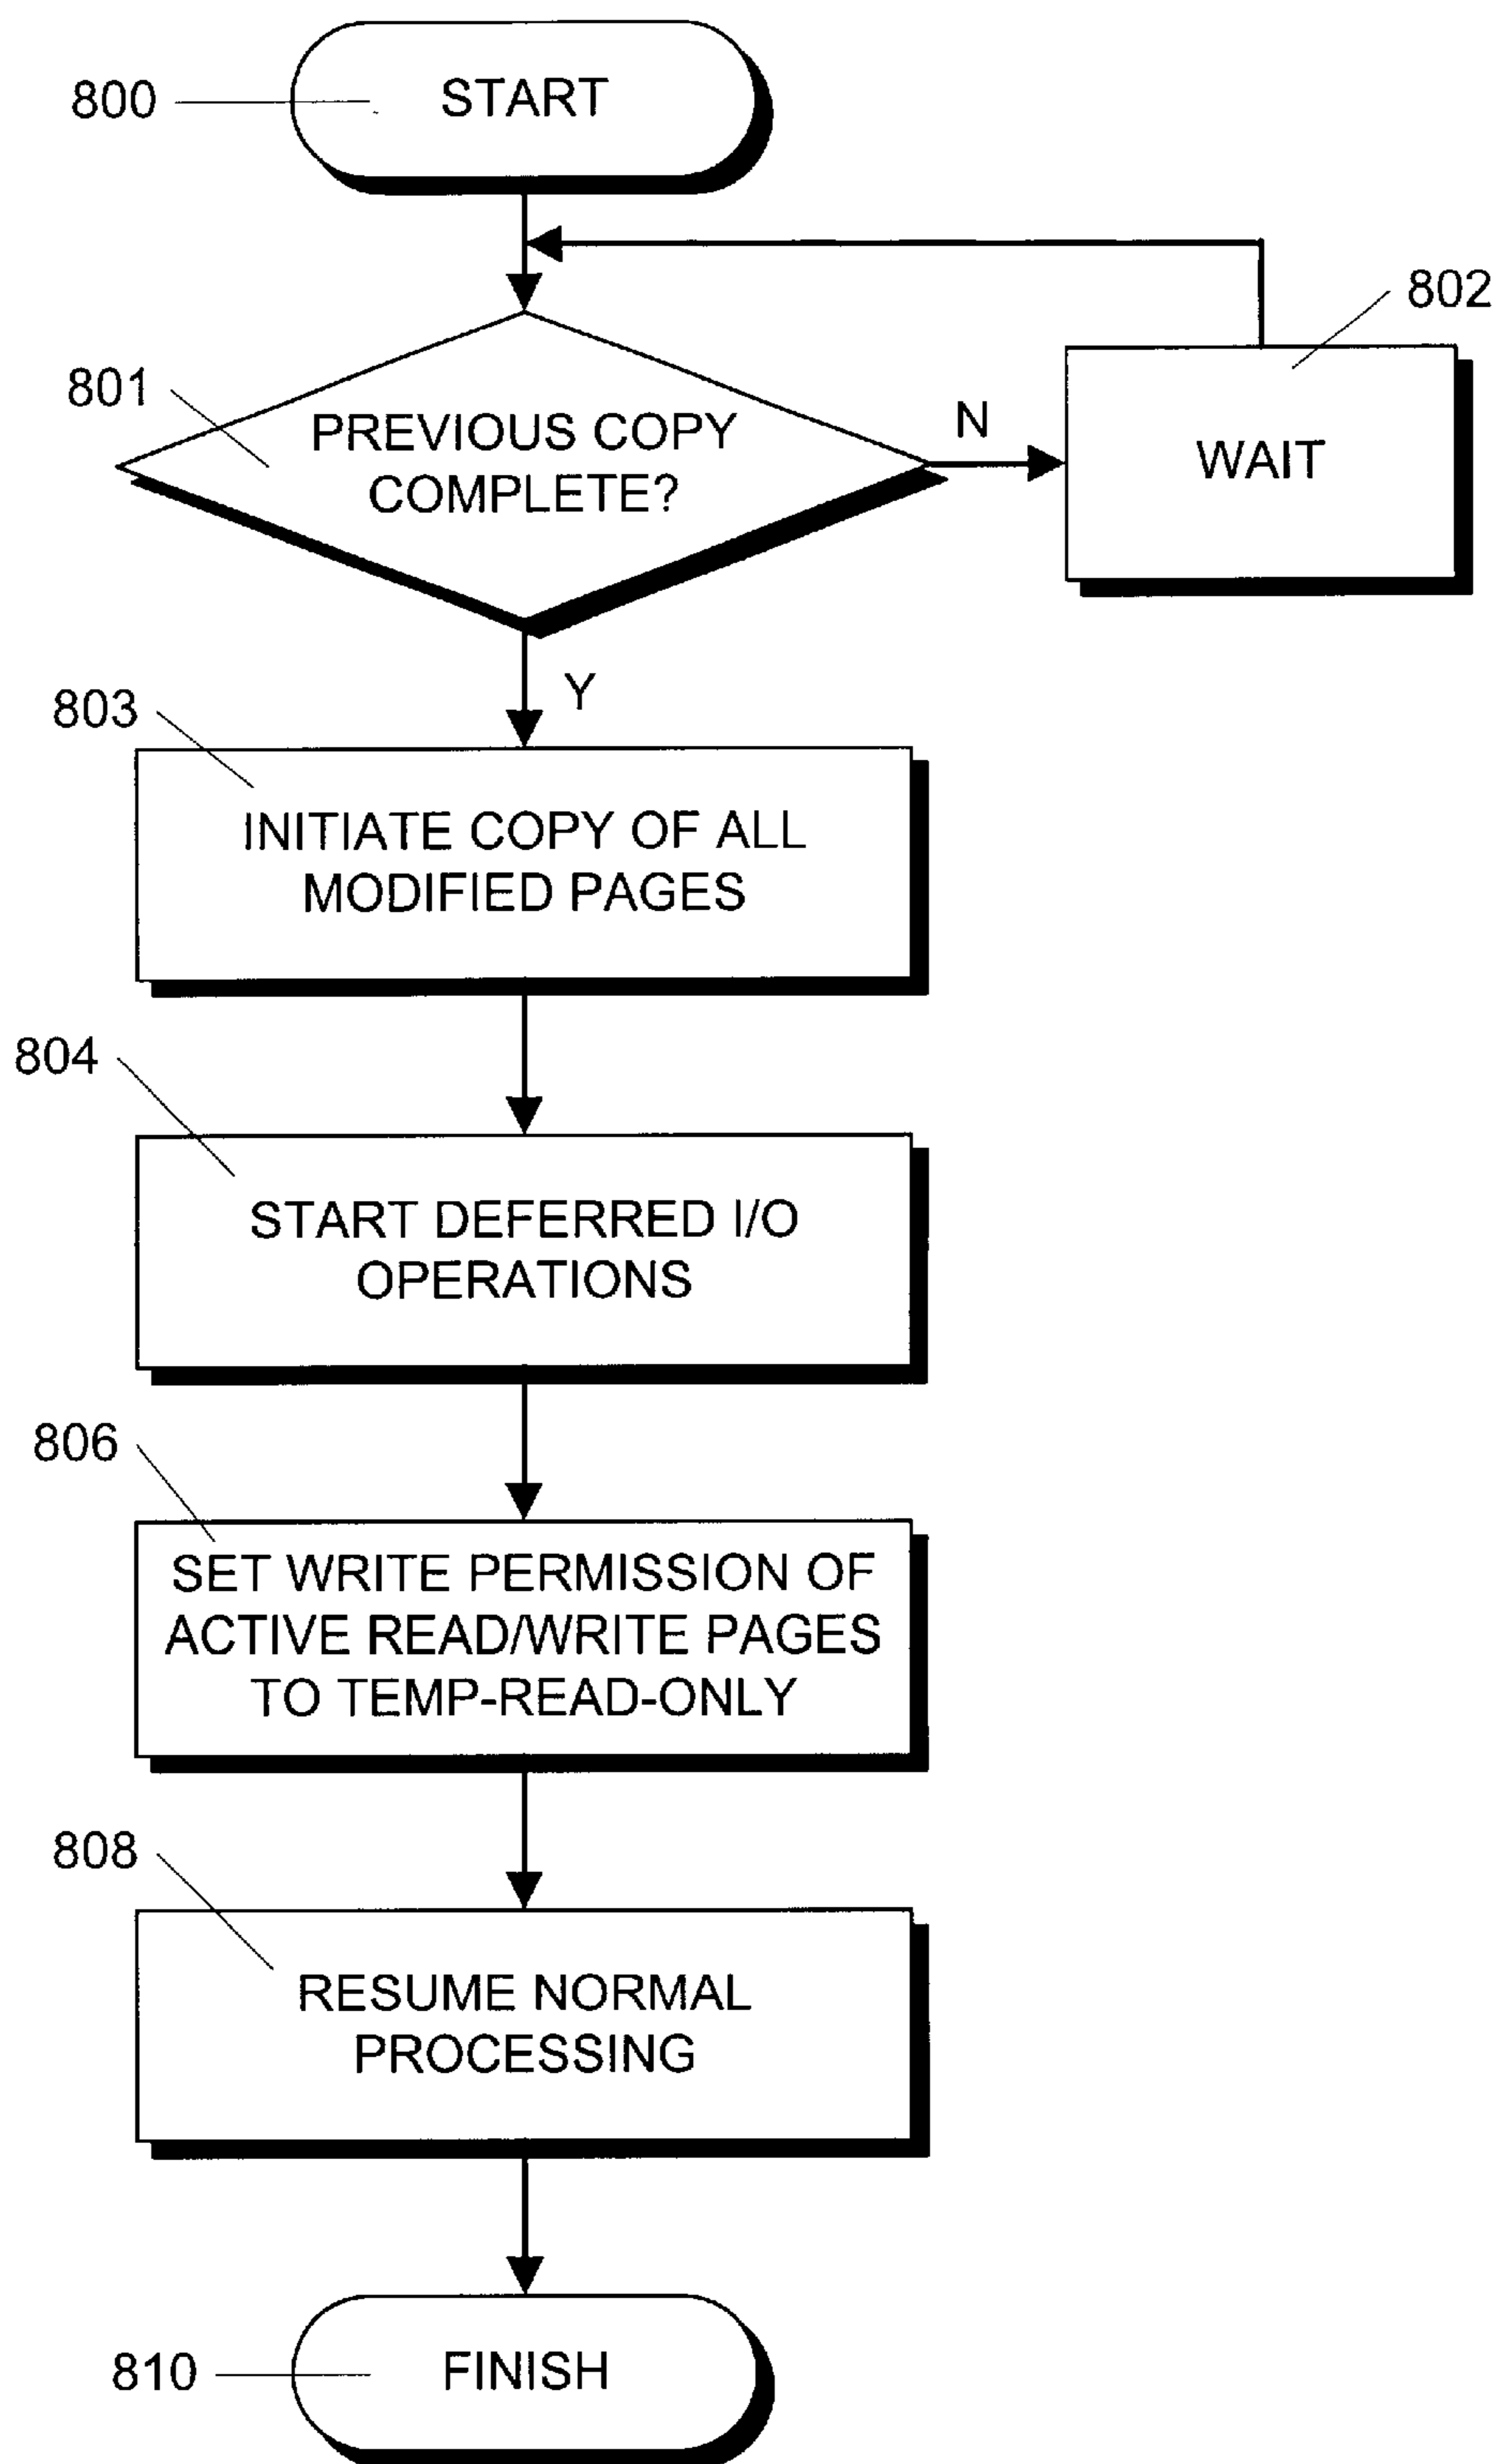 800
START
802
801
PREVIOUS COPY
COMPLETE?
N
WAIT
Y
803
INITIATE COPY OF ALL
MODIFIED PAGES
804
START DEFERRED I/O
OPERATIONS
806
SET WRITE PERMISSION OF
ACTIVE READ/WRITE PAGES
TO TEMP-READ-ONLY
808
RESUME NORMAL
PROCESSING
810
FINISH